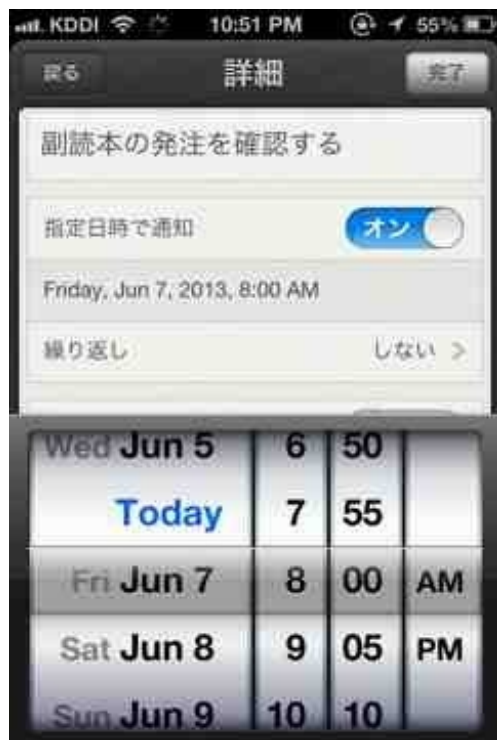 KDDI 10:51 PM 55%
戻る 詳細 完了
副読本の発注を確認する
指定日時で通知 オン
Friday, Jun 7, 2013, 8:00 AM
繰り返し しない >
Wed Jun 5 6 50
Today 7 55
Fri Jun 7 8 00 AM
Sat Jun 8 9 05 PM
Sun Jun 9 10 10